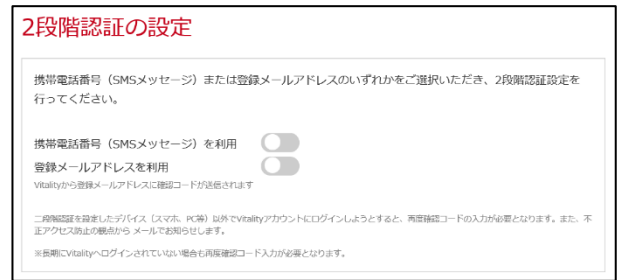 2段階認証の設定
携帯電話番号（SMSメッセージ）または登録メールアドレスのいずれかをご選択いただき、2段階認証設定を
行ってください。
携帯電話番号（SMSメッセージ）を利用
登録メールアドレスを利用
Vitalityから登録メールアドレスに確認コードが送信されます
二段階認証を設定したデバイス（スマホ、PC等）以外でVitalityアカウントにログインしようとすると、再度確認コードの入力が必要となります。また、不
正アクセス防止の観点から メールでお知らせします。
※長期にVitalityへログインされていない場合も再度確認コード入力が必要となります。